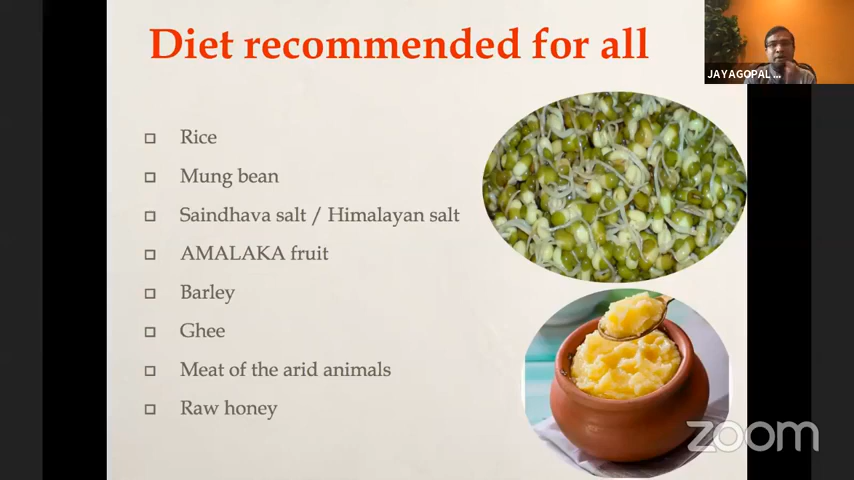 Diet recommended for all
JAYAGOPAL ...
Rice
Mung bean
Saindhava salt / Himalayan salt
AMALAKA fruit
Barley
Ghee
Meat of the arid animals
Raw honey
zoom